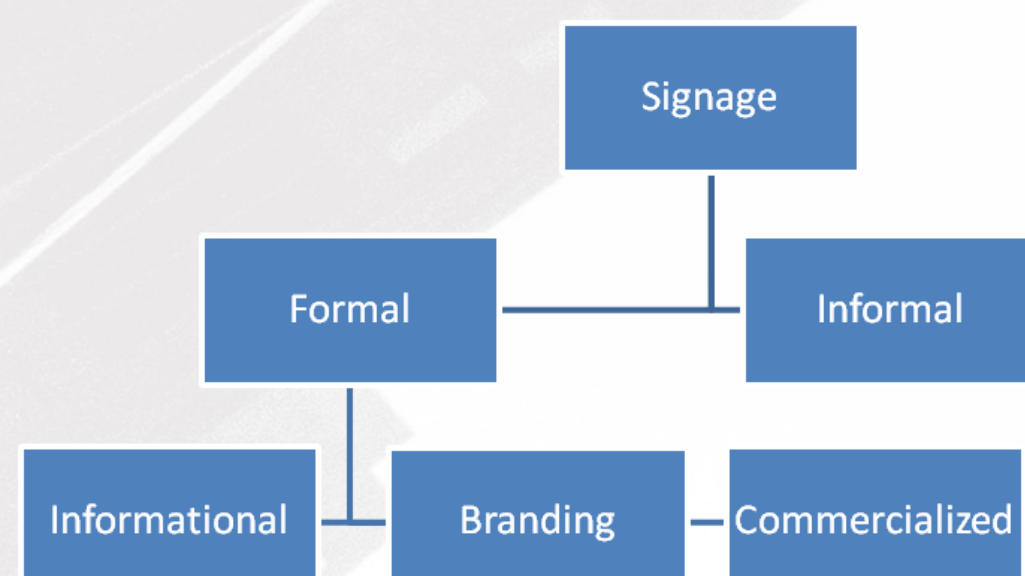 Signage
Formal
Informal
Informational
Branding
Commercialized